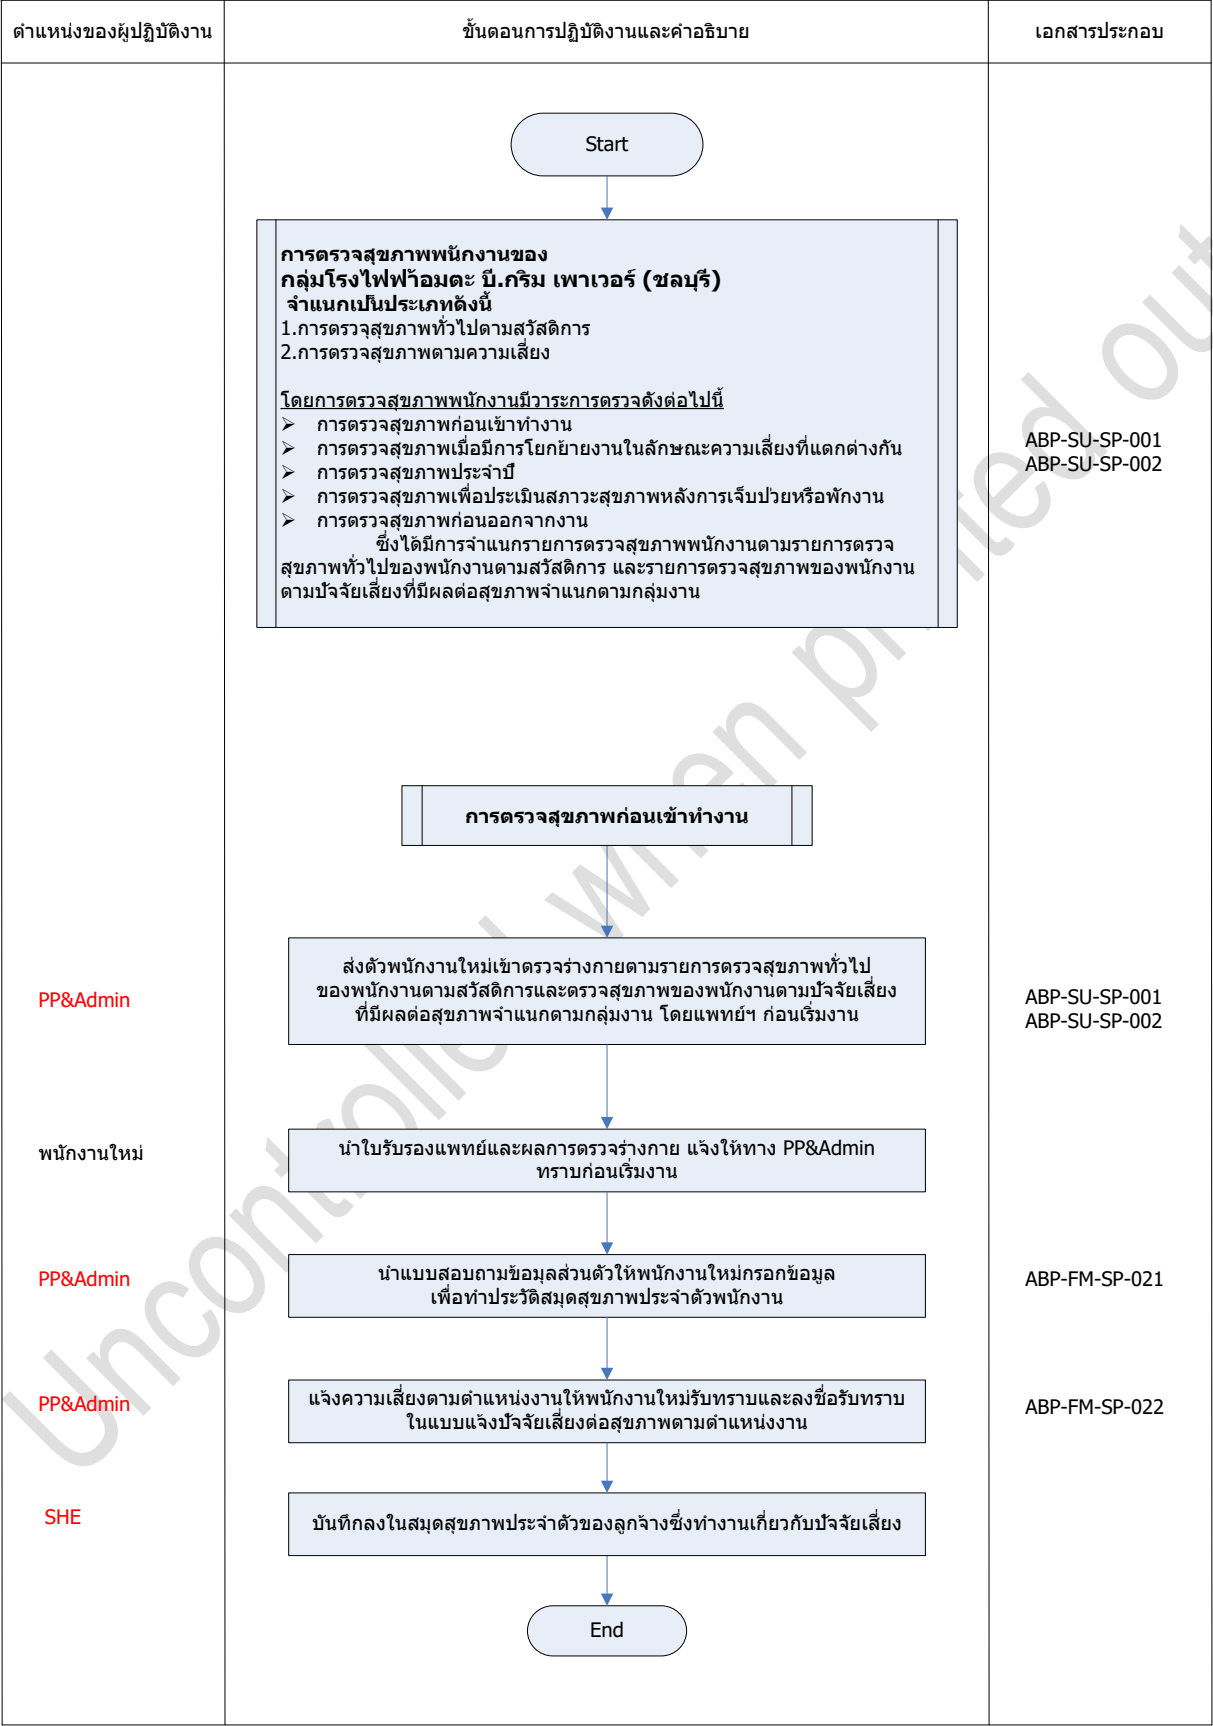 ตำแหน่งของผู้ปฏิบัติงาน
ขั้นตอนการปฏิบัติงานและคำอธิบาย
เอกสารประกอบ
Start
การตรวจสุขภาพพนักงานของ
กลุ่มโรงไฟฟ้าอมตะ บี.กริม เพาเวอร์ (ชลบุรี)
จำแนกเป็นประเภทดังนี้
1.การตรวจสุขภาพทั่วไปตามสวัสดิการ
2.การตรวจสุขภาพตามความเสี่ยง
โดยการตรวจสุขภาพพนักงานมีวาระการตรวจดังต่อไปนี้
➢ การตรวจสุขภาพก่อนเข้าทำงาน
➢ การตรวจสุขภาพเมื่อมีการโยกย้ายงานในลักษณะความเสี่ยงที่แตกต่างกัน
➢ การตรวจสุขภาพประจำปี
➢ การตรวจสุขภาพเพื่อประเมินสภาวะสุขภาพหลังการเจ็บป่วยหรือพักงาน
➢ การตรวจสุขภาพก่อนออกจากงาน
ซึ่งได้มีการจำแนกรายการตรวจสุขภาพพนักงานตามรายการตรวจ
สุขภาพทั่วไปของพนักงานตามสวัสดิการ และรายการตรวจสุขภาพของพนักงาน
ตามปัจจัยเสี่ยงที่มีผลต่อสุขภาพจำแนกตามกลุ่มงาน
ABP-SU-SP-001
ABP-SU-SP-002
การตรวจสุขภาพก่อนเข้าทำงาน
PP&Admin
ส่งตัวพนักงานใหม่เข้าตรวจร่างกายตามรายการตรวจสุขภาพทั่วไป
ของพนักงานตามสวัสดิการและตรวจสุขภาพของพนักงานตามปัจจัยเสี่ยง
ที่มีผลต่อสุขภาพจำแนกตามกลุ่มงาน โดยแพทย์ฯ ก่อนเริ่มงาน
ABP-SU-SP-001
ABP-SU-SP-002
พนักงานใหม่
นำใบรับรองแพทย์และผลการตรวจร่างกาย แจ้งให้ทาง PP&Admin
ทราบก่อนเริ่มงาน
PP&Admin
นำแบบสอบถามข้อมูลส่วนตัวให้พนักงานใหม่กรอกข้อมูล
เพื่อทำประวัติสมุดสุขภาพประจำตัวพนักงาน
ABP-FM-SP-021
PP&Admin
แจ้งความเสี่ยงตามตำแหน่งงานให้พนักงานใหม่รับทราบและลงชื่อรับทราบ
ในแบบแจ้งปัจจัยเสี่ยงต่อสุขภาพตามตำแหน่งงาน
ABP-FM-SP-022
SHE
บันทึกลงในสมุดสุขภาพประจำตัวของลูกจ้างซึ่งทำงานเกี่ยวกับปัจจัยเสี่ยง
End
Uncontrolled when printed out